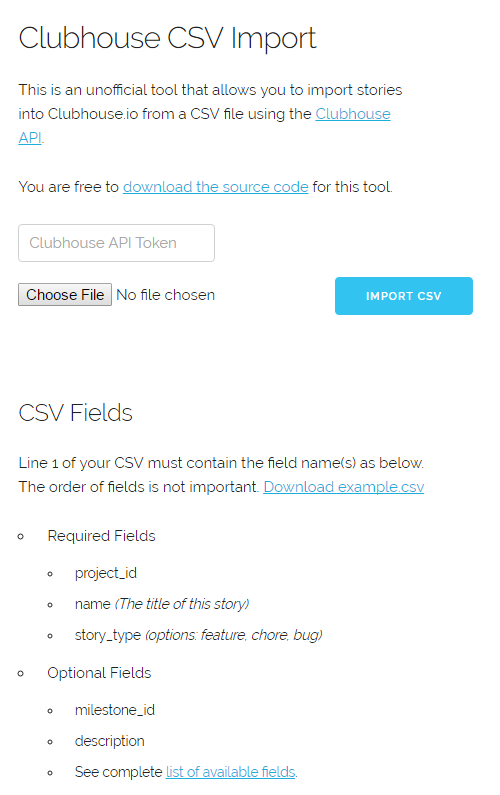 Clubhouse CSV Import
This is an unofficial tool that allows you to import stories
into Clubhouse.io from a CSV file using the Clubhouse
API.
You are free to download the source code for this tool.
Clubhouse API Token
Choose File No file chosen
IMPORT CSV
CSV Fields
Line 1 of your CSV must contain the field name(s) as below.
The order of fields is not important. Download example.csv
Required Fields
project_id
name (The title of this story)
story_type (options: feature, chore, bug)
Optional Fields
milestone_id
description
See complete list of available fields.